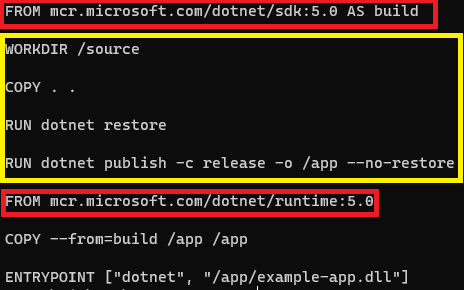 FROM mcr.microsoft.com/dotnet/sdk:5.0 AS build
WORKDIR /source
COPY . .
RUN dotnet restore
RUN dotnet publish -c release -o /app --no-restore
FROM mcr.microsoft.com/dotnet/runtime:5.0
COPY --from=build /app /app
ENTRYPOINT ["dotnet", "/app/example-app.dll"]